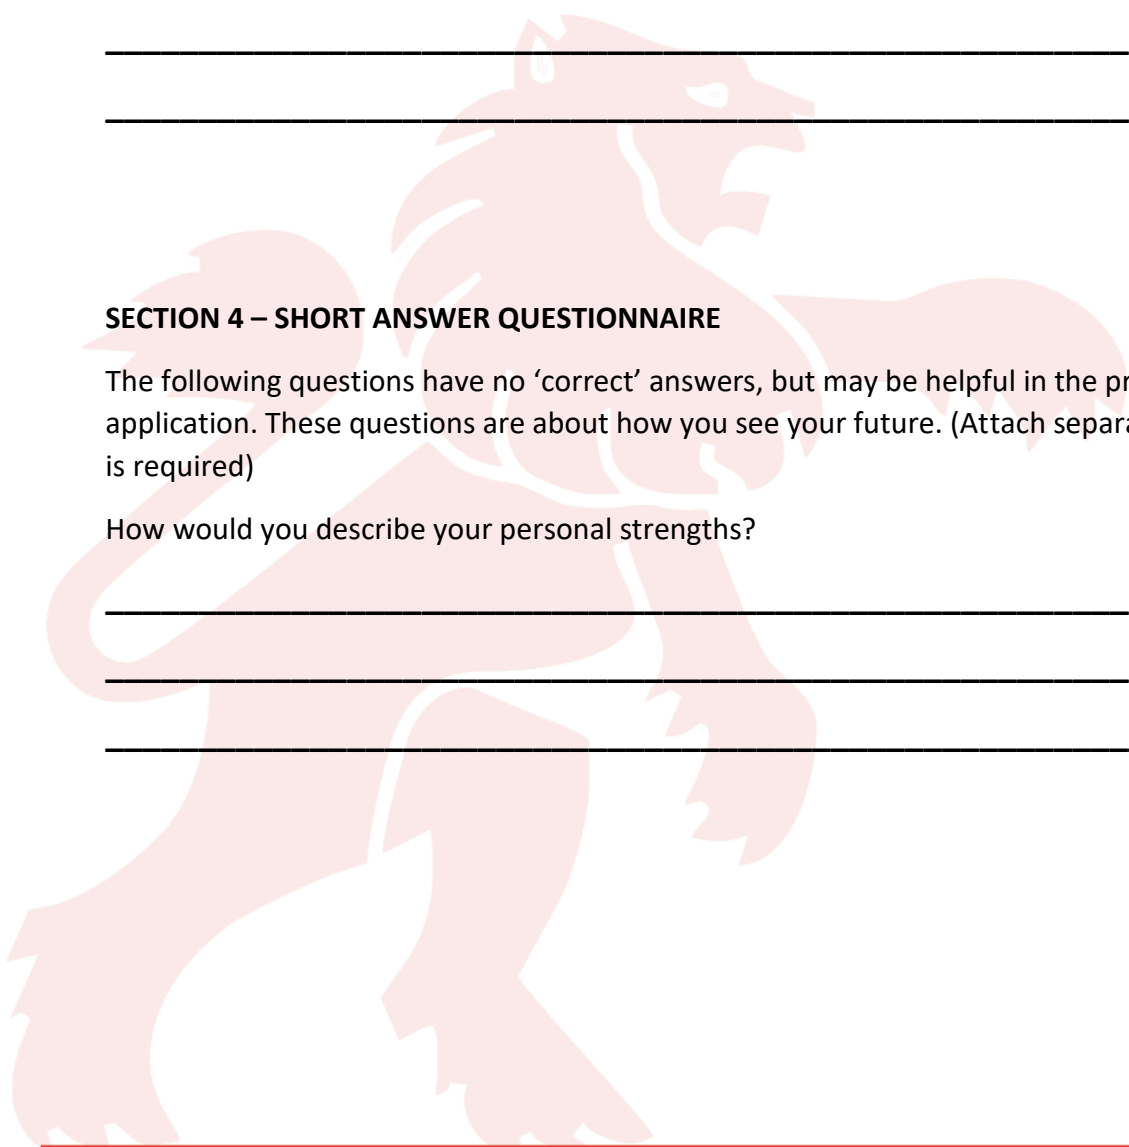 SECTION 4 – SHORT ANSWER QUESTIONNAIRE
The following questions have no ‘correct’ answers, but may be helpful in the
application. These questions are about how you see your future. (Attach
is required)
How would you describe your personal strengths?